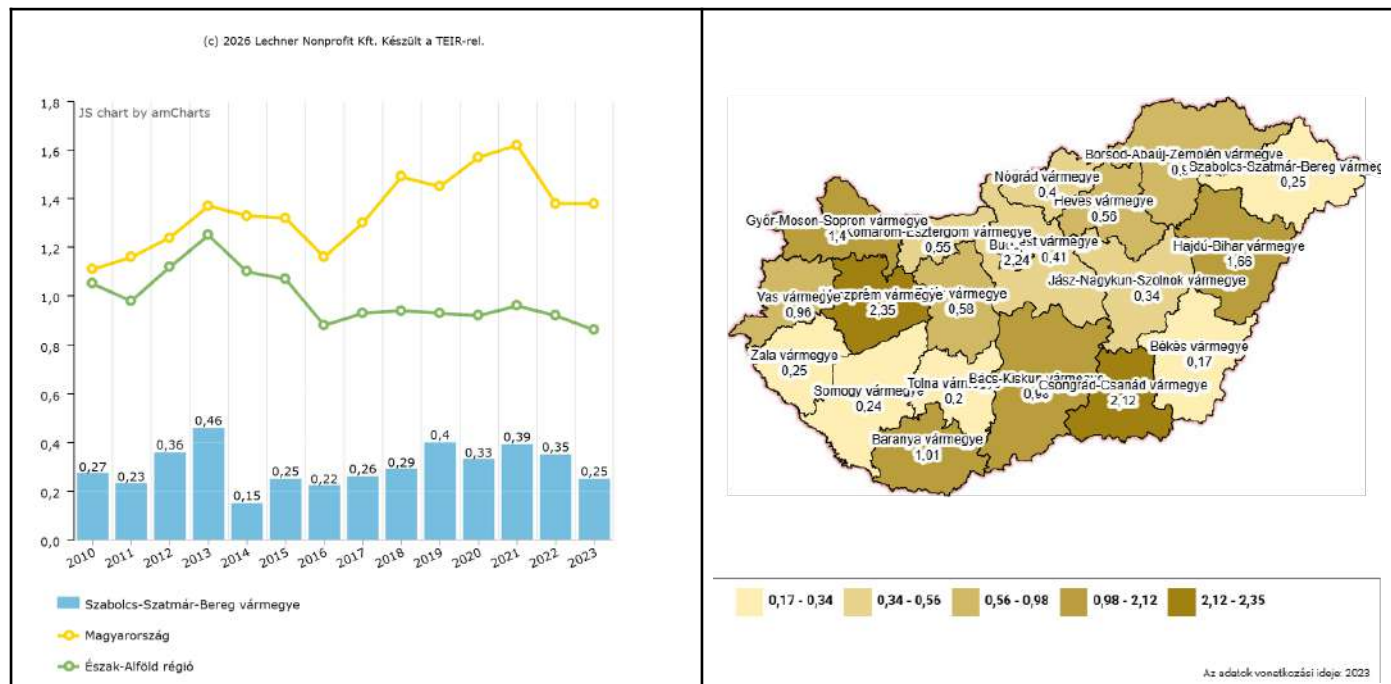 (c) 2026 Lechner Nonprofit Kft. Készült a TEIR-rel.
JS chart by amCharts
1,8
1,6
1,4
1,2
1,0
0,8
0,6
0,4
0,2
0,0
0,27
0,23
0,36
0,46
0,15
0,25
0,22
0,26
0,29
0,4
0,33
0,39
0,35
0,25
2010
2011
2012
2013
2014
2015
2016
2017
2018
2019
2020
2021
2022
2023
Szabolcs-Szatmár-Bereg vármegye
Magyarország
Észak-Alföld régió
Borsod-Abaúj-Zemplén vármegye
Szabolcs-Szatmár-Bereg vármeg
0,25
Nógrád vármegye
0,4
Heves vármegye
0,56
Győr-Moson-Sopron vármegye
1,4
Komárom-Esztergom vármegye
0,55
vármegye
2,24
0,41
Hajdú-Bihar vármegye
1,66
Jász-Nagykun-Szolnok vármegye
0,34
Vas vármegye
0,96
vármegye
2,35
0,58
Békés vármegye
0,17
Zala vármegye
0,25
Somogy vármegye
0,24
Tolna
0,2
Bács-Kiskun vármegye
0,98
Csongrád-Csanád vármegye
2,12
Baranya vármegye
1,01
0,17 - 0,34
0,34 - 0,56
0,56 - 0,98
0,98 - 2,12
2,12 - 2,35
Az adatok vonatkozási ideje: 2023